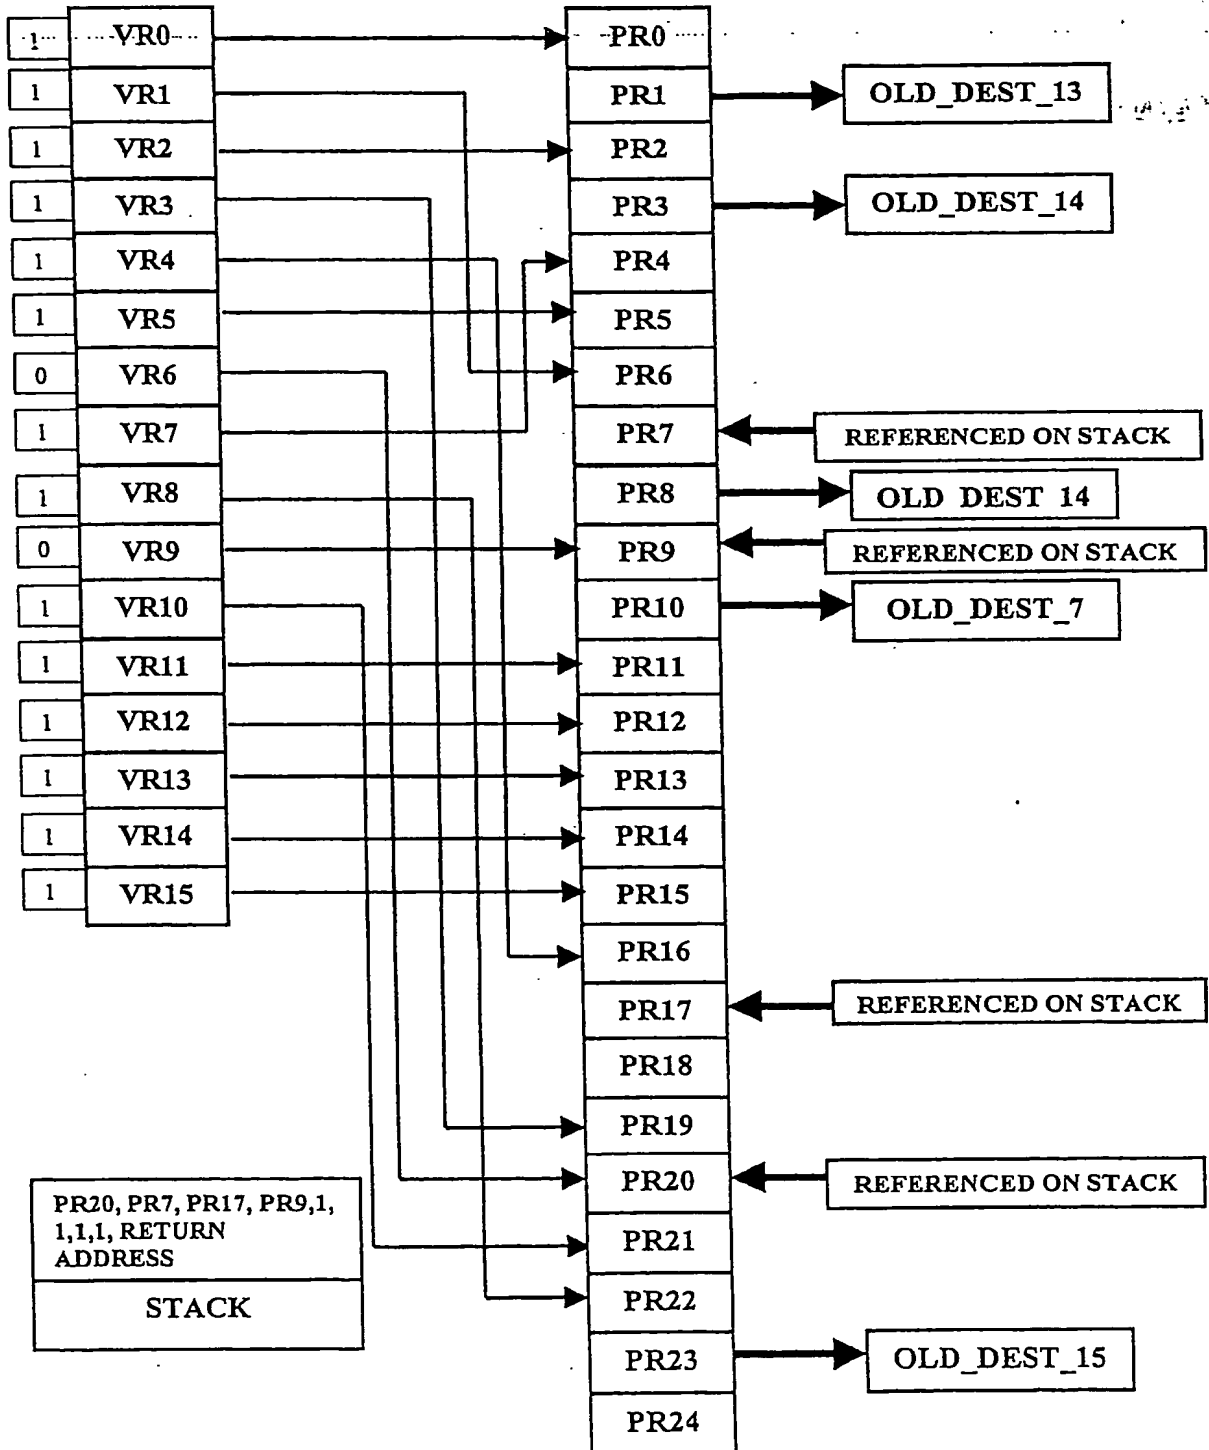 1 VR0 PR0
1 VR1 PR1 OLD_DEST_13
1 VR2 PR2
1 VR3 PR3 OLD_DEST_14
1 VR4 PR4
1 VR5 PR5
0 VR6 PR6
1 VR7 PR7 REFERENCED ON STACK
1 VR8 PR8 OLD DEST 14
0 VR9 PR9 REFERENCED ON STACK
1 VR10 PR10 OLD_DEST_7
1 VR11 PR11
1 VR12 PR12
1 VR13 PR13
1 VR14 PR14
1 VR15 PR15
PR16
PR17 REFERENCED ON STACK
PR18
PR19
PR20 REFERENCED ON STACK
PR21
PR22
PR23 OLD_DEST_15
PR24
PR20, PR7, PR17, PR9,1,
1,1,1, RETURN
ADDRESS
STACK